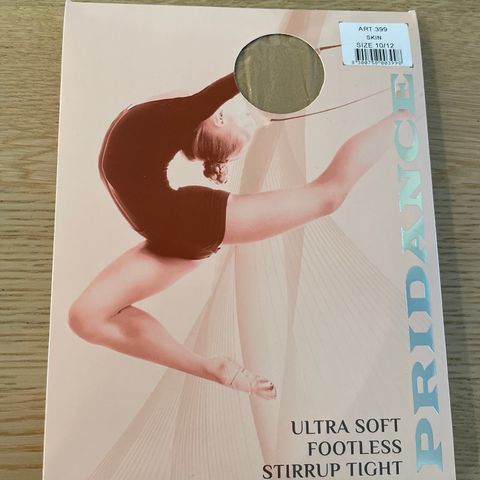 ART.399
SKIN
SIZE 10/12
PRIDANCE
ULTRA SOFT
FOOTLESS
STIRRUP TIGHT